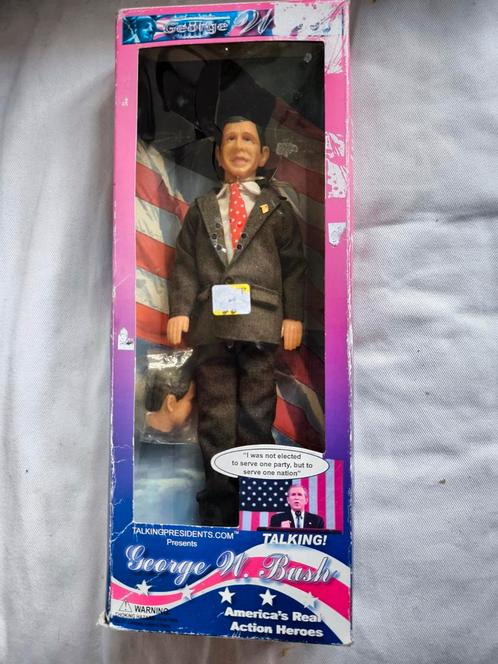 George W.
"I was not elected
to serve one party, but to
serve one nation"
TALKINGPRESIDENTS.COM
Presents
TALKING!
George W. Bush
WARNING:
America's Real
Action Heroes